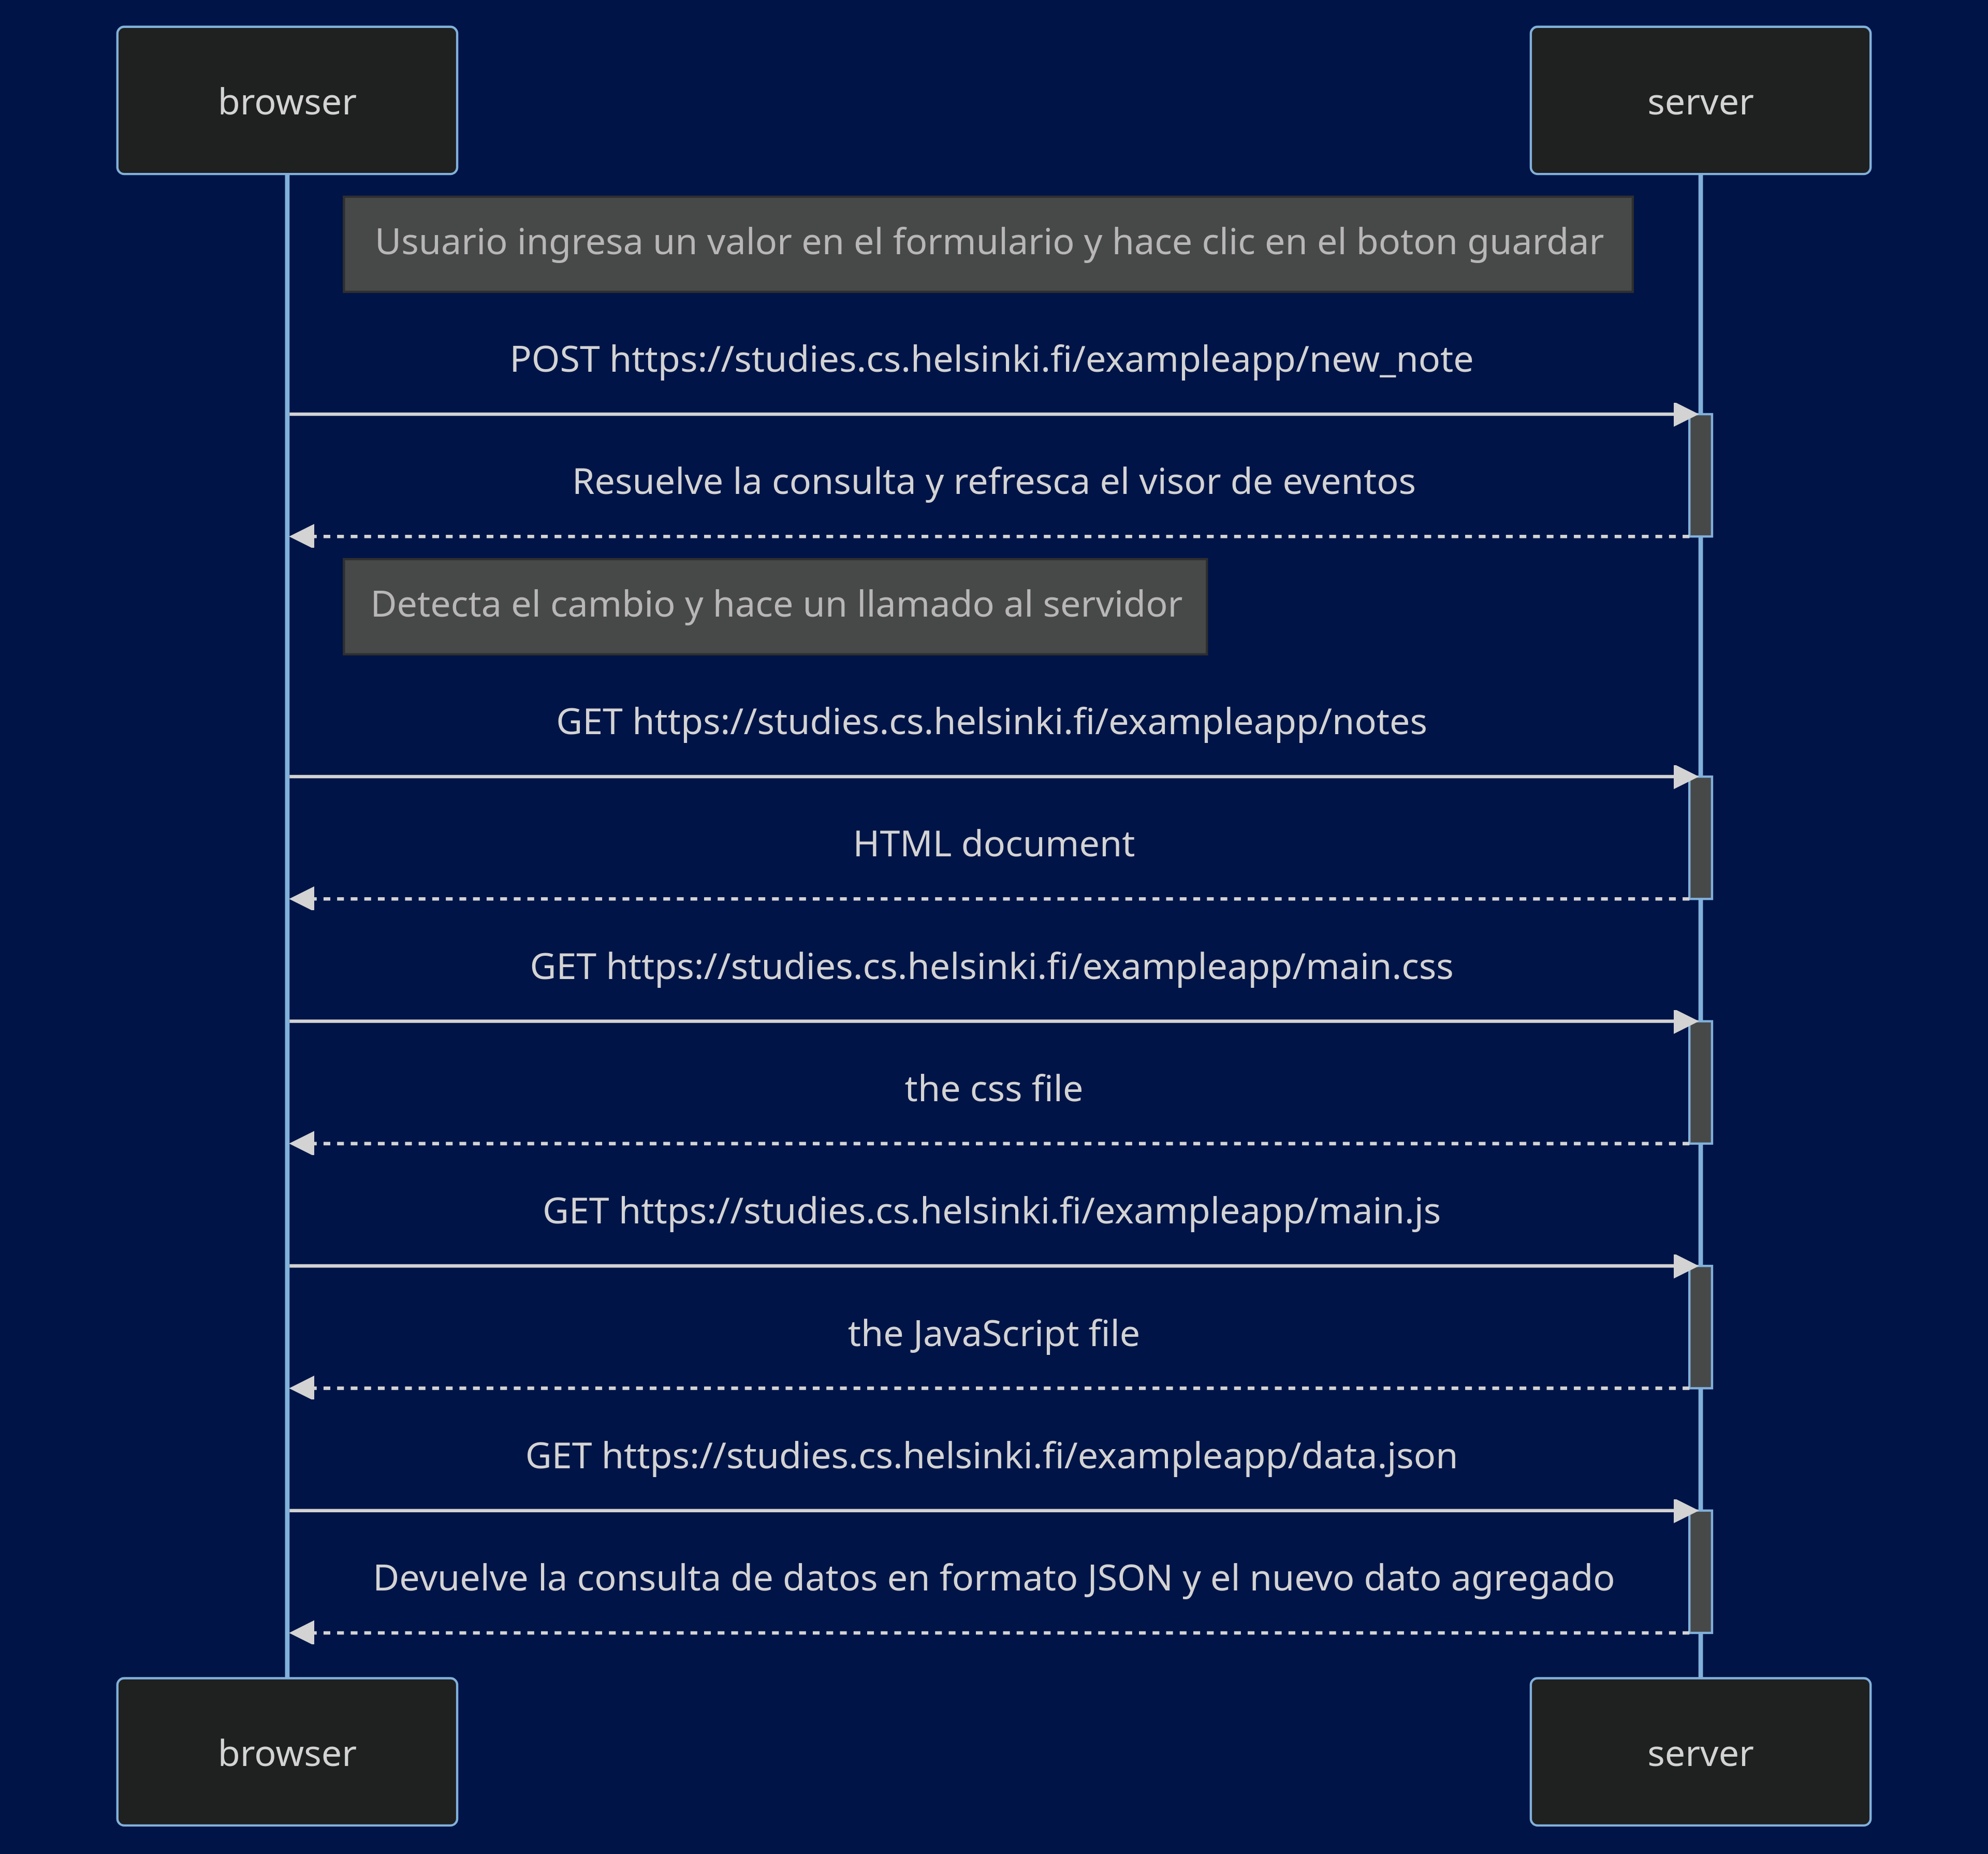 browser
server
Usuario ingresa un valor en el formulario y hace clic en el boton guardar
POST https://studies.cs.helsinki.fi/exampleapp/new_note
Resuelve la consulta y refresca el visor de eventos
Detecta el cambio y hace un llamado al servidor
GET https://studies.cs.helsinki.fi/exampleapp/notes
HTML document
GET https://studies.cs.helsinki.fi/exampleapp/main.css
the css file
GET https://studies.cs.helsinki.fi/exampleapp/main.js
the JavaScript file
GET https://studies.cs.helsinki.fi/exampleapp/data.json
Devuelve la consulta de datos en formato JSON y el nuevo dato agregado
browser
server